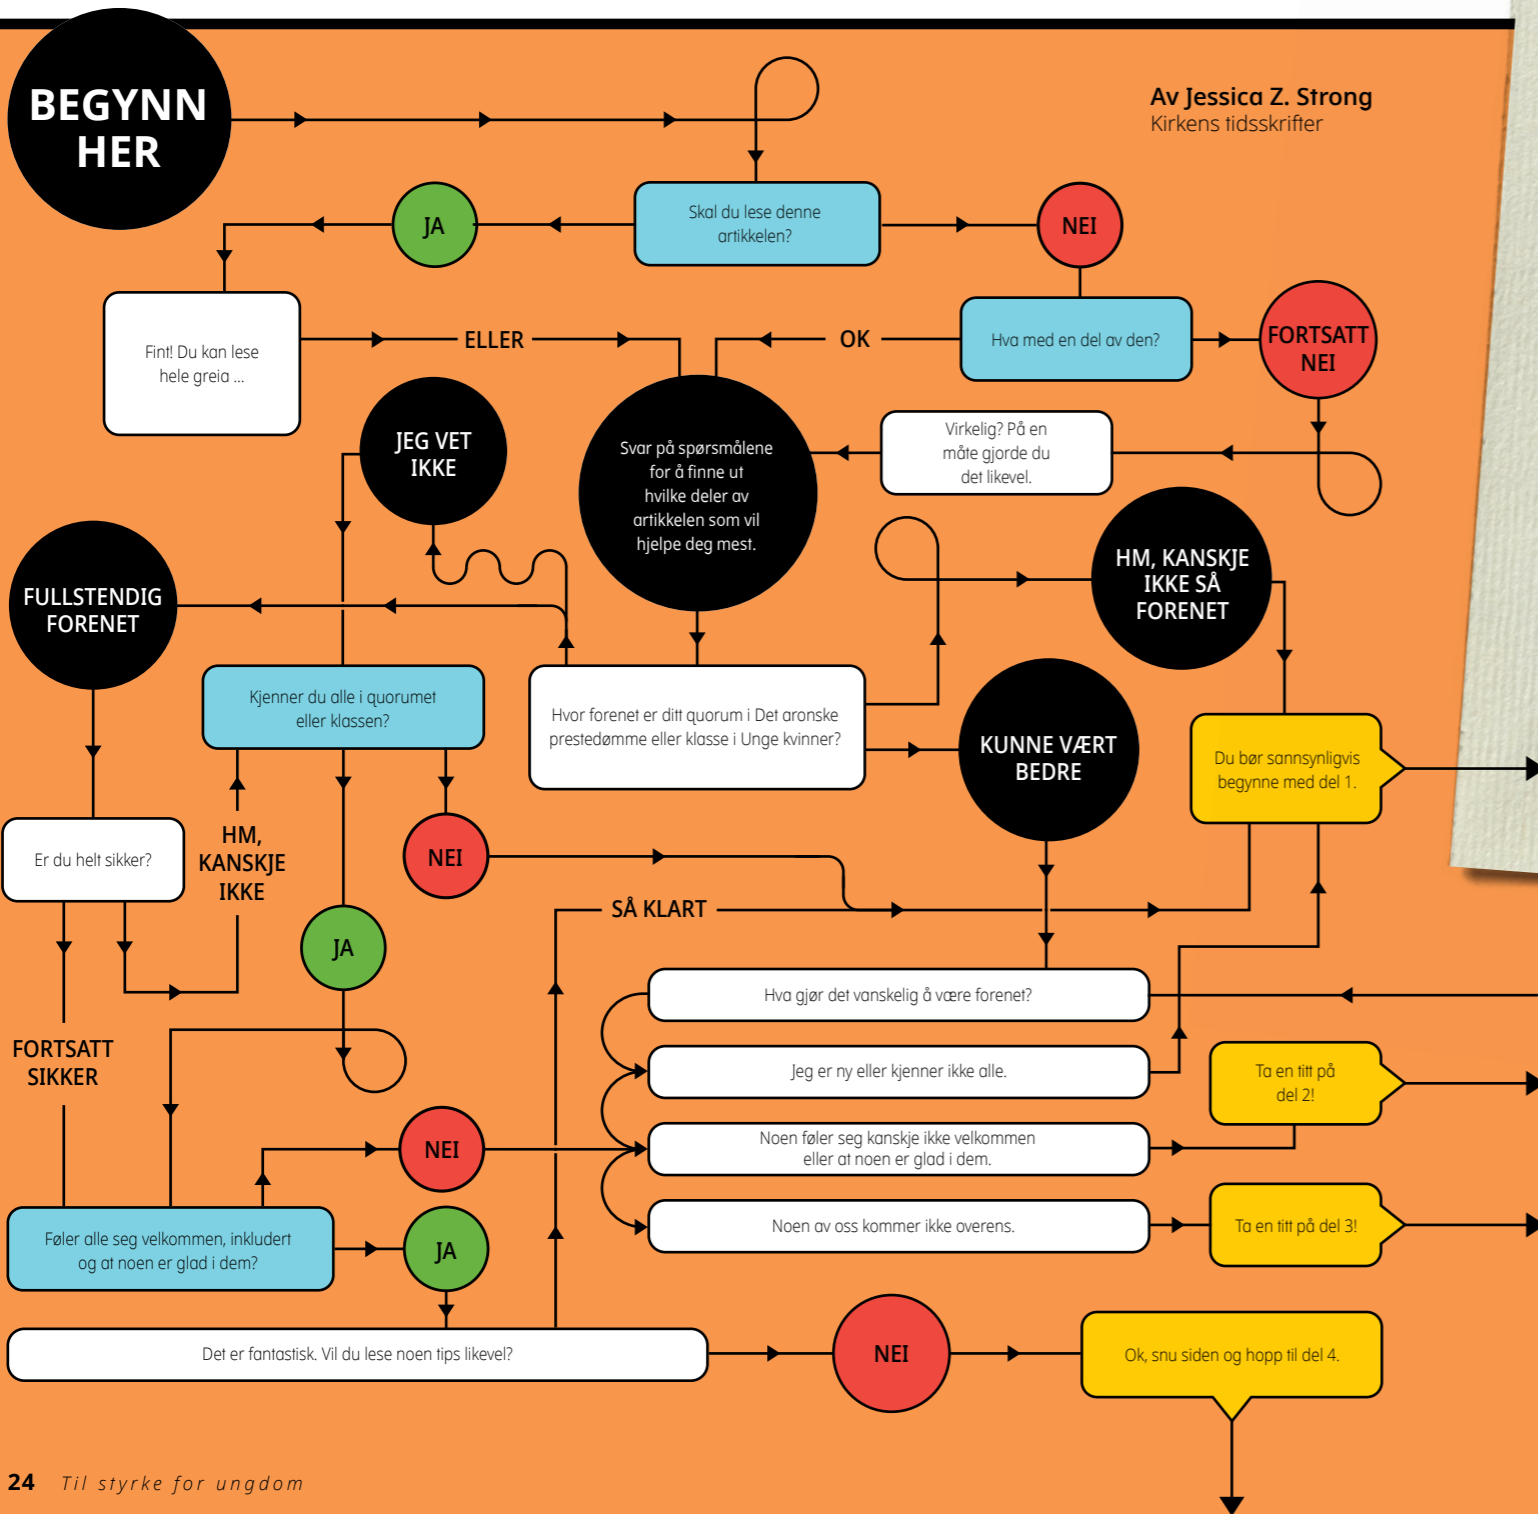 BEGYNN
HER
Av Jessica Z. Strong
Kirkens tidsskrifter
Skal du lese denne
artikkelen?
JA
NEI
Fint! Du kan lese
hele greia ...
ELLER
OK
Hva med en del av den?
FORTSATT
NEI
JEG VET
IKKE
Svar på spørsmålene
for å finne ut
hvilke deler av
artikkelen som vil
hjelpe deg mest.
Virkelig? På en
måte gjorde du
det likevel.
FULLSTENDIG
FORENET
HM, KANSKJE
IKKE SÅ
FORENET
Kjenner du alle i quorumet
eller klassen?
Hvor forenet er ditt quorum i Det aronske
prestedømme eller klasse i Unge kvinner?
KUNNE VÆRT
BEDRE
Du bør sannsynligvis
begynne med del 1.
Er du helt sikker?
HM,
KANSKJE
IKKE
NEI
JA
SÅ KLART
FORTSATT
SIKKER
Hva gjør det vanskelig å være forenet?
Jeg er ny eller kjenner ikke alle.
Ta en titt på
del 2!
NEI
Noen føler seg kanskje ikke velkommen
eller at noen er glad i dem.
Noen av oss kommer ikke overens.
Ta en titt på del 3!
Føler alle seg velkommen, inkludert
og at noen er glad i dem?
JA
Det er fantastisk. Vil du lese noen tips likevel?
NEI
Ok, snu siden og hopp til del 4.
24 Til styrke for ungdom